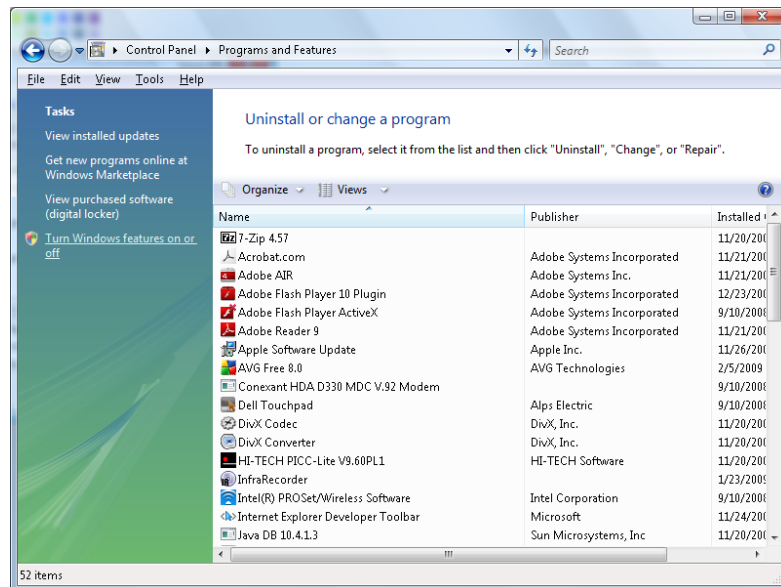 Control Panel ▸ Programs and Features
Search
File Edit View Tools Help
Tasks
View installed updates
Get new programs online at
Windows Marketplace
View purchased software
(digital locker)
Turn Windows features on or
off
Uninstall or change a program
To uninstall a program, select it from the list and then click "Uninstall", "Change", or "Repair".
Organize Views
Name Publisher Installed
7-Zip 4.57 11/20/200
Acrobat.com Adobe Systems Incorporated 11/21/200
Adobe AIR Adobe Systems Inc. 11/21/200
Adobe Flash Player 10 Plugin Adobe Systems Incorporated 12/23/200
Adobe Flash Player ActiveX Adobe Systems Incorporated 9/10/2008
Adobe Reader 9 Adobe Systems Incorporated 11/21/200
Apple Software Update Apple Inc. 11/26/200
AVG Free 8.0 AVG Technologies 2/5/2009
Conexant HDA D330 MDC V.92 Modem 9/10/2008
Dell Touchpad Alps Electric 9/10/2008
DivX Codec DivX, Inc. 11/20/200
DivX Converter DivX, Inc. 11/20/200
HI-TECH PICC-Lite V9.60PL1 HI-TECH Software 11/20/200
InfraRecorder 1/23/2009
Intel(R) PROSet/Wireless Software Intel Corporation 9/10/2008
Internet Explorer Developer Toolbar Microsoft 11/24/200
Java DB 10.4.1.3 Sun Microsystems, Inc 11/20/200
52 items